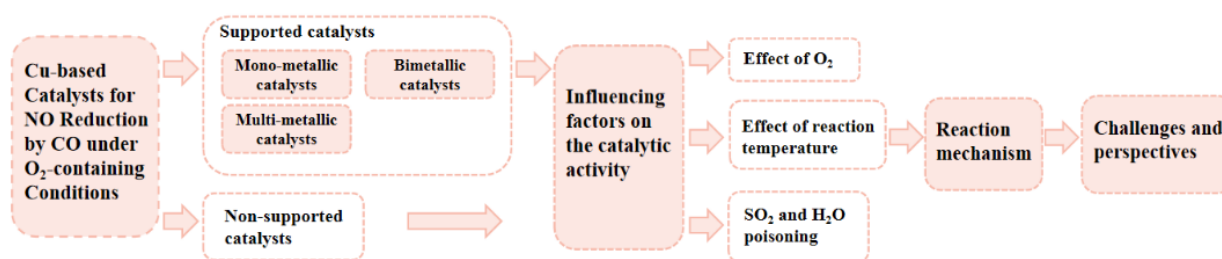 Cu-based
Catalysts for
NO Reduction
by CO under
O₂-containing
Conditions
Supported catalysts
Mono-metallic
catalysts
Bimetallic
catalysts
Multi-metallic
catalysts
Non-supported
catalysts
Influencing
factors on
the catalytic
activity
Effect of O₂
Effect of reaction
temperature
SO₂ and H₂O
poisoning
Reaction
mechanism
Challenges and
perspectives